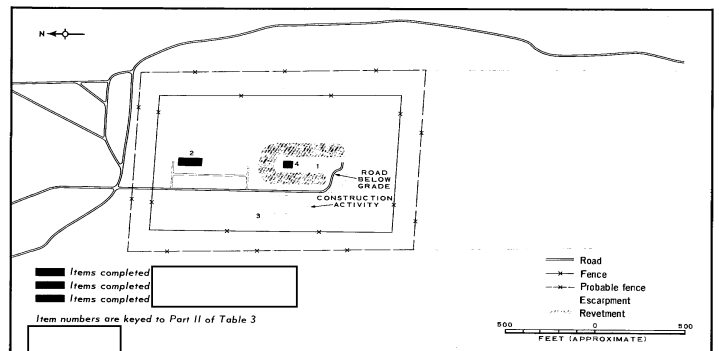 N
2
4
1
ROAD
BELOW
GRADE
CONSTRUCTION
ACTIVITY
3
Items completed
Items completed
Items completed
Item numbers are keyed to Part II of Table 3
Road
Fence
Probable fence
Escarpment
Revetment
500 0 500
FEET (APPROXIMATE)